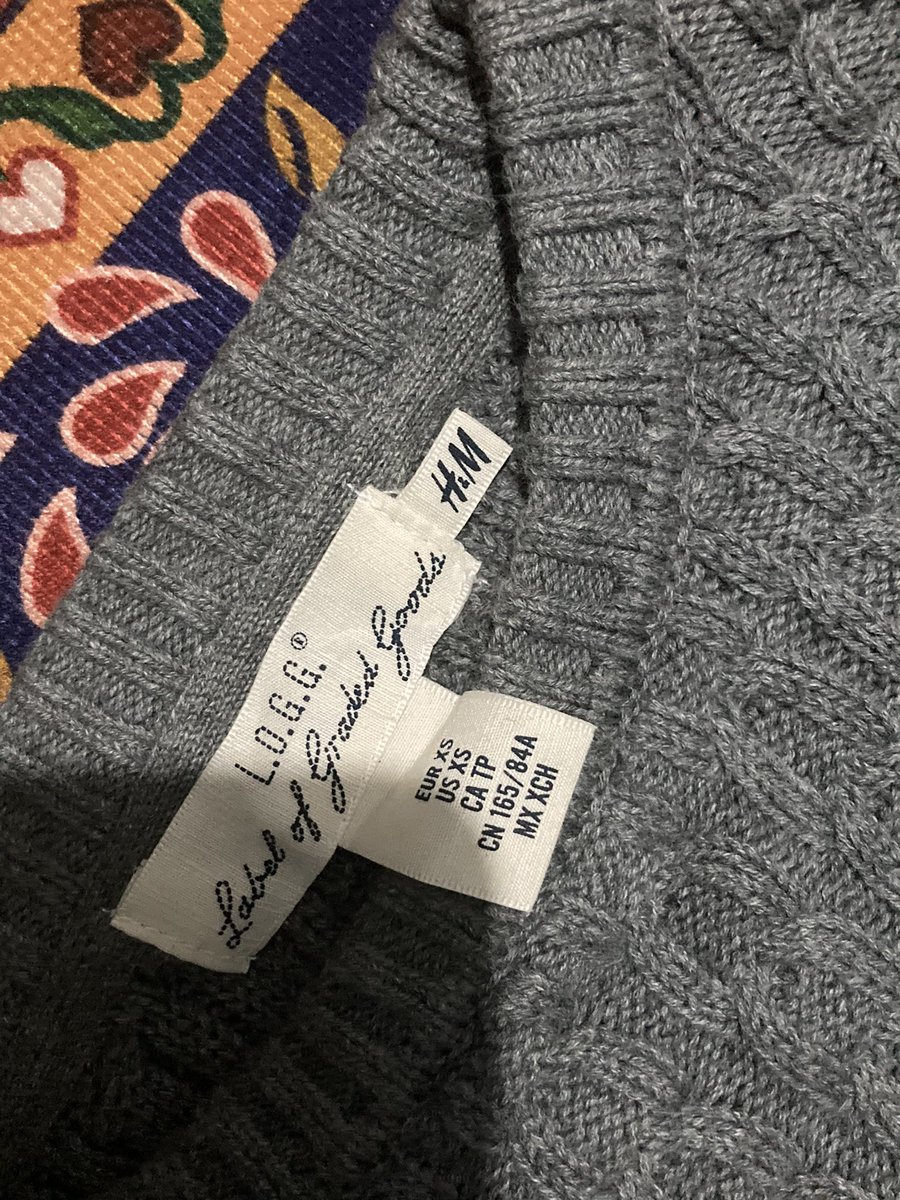 H&M
L.O.G.G.®
Label of Graded Goods
EUR XS
US XS
CA TP
CN 165/84A
MX XCH